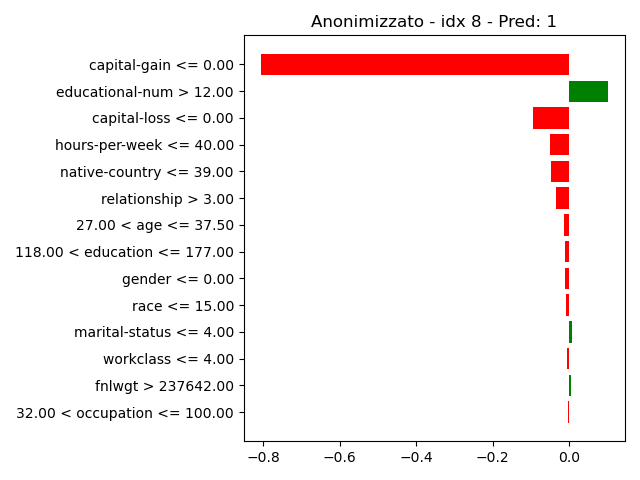 Anonimizzato - idx 8 - Pred: 1
capital-gain <= 0.00
educational-num > 12.00
capital-loss <= 0.00
hours-per-week <= 40.00
native-country <= 39.00
relationship > 3.00
27.00 < age <= 37.50
118.00 < education <= 177.00
gender <= 0.00
race <= 15.00
marital-status <= 4.00
workclass <= 4.00
fnlwgt > 237642.00
32.00 < occupation <= 100.00
−0.8 −0.6 −0.4 −0.2 0.0